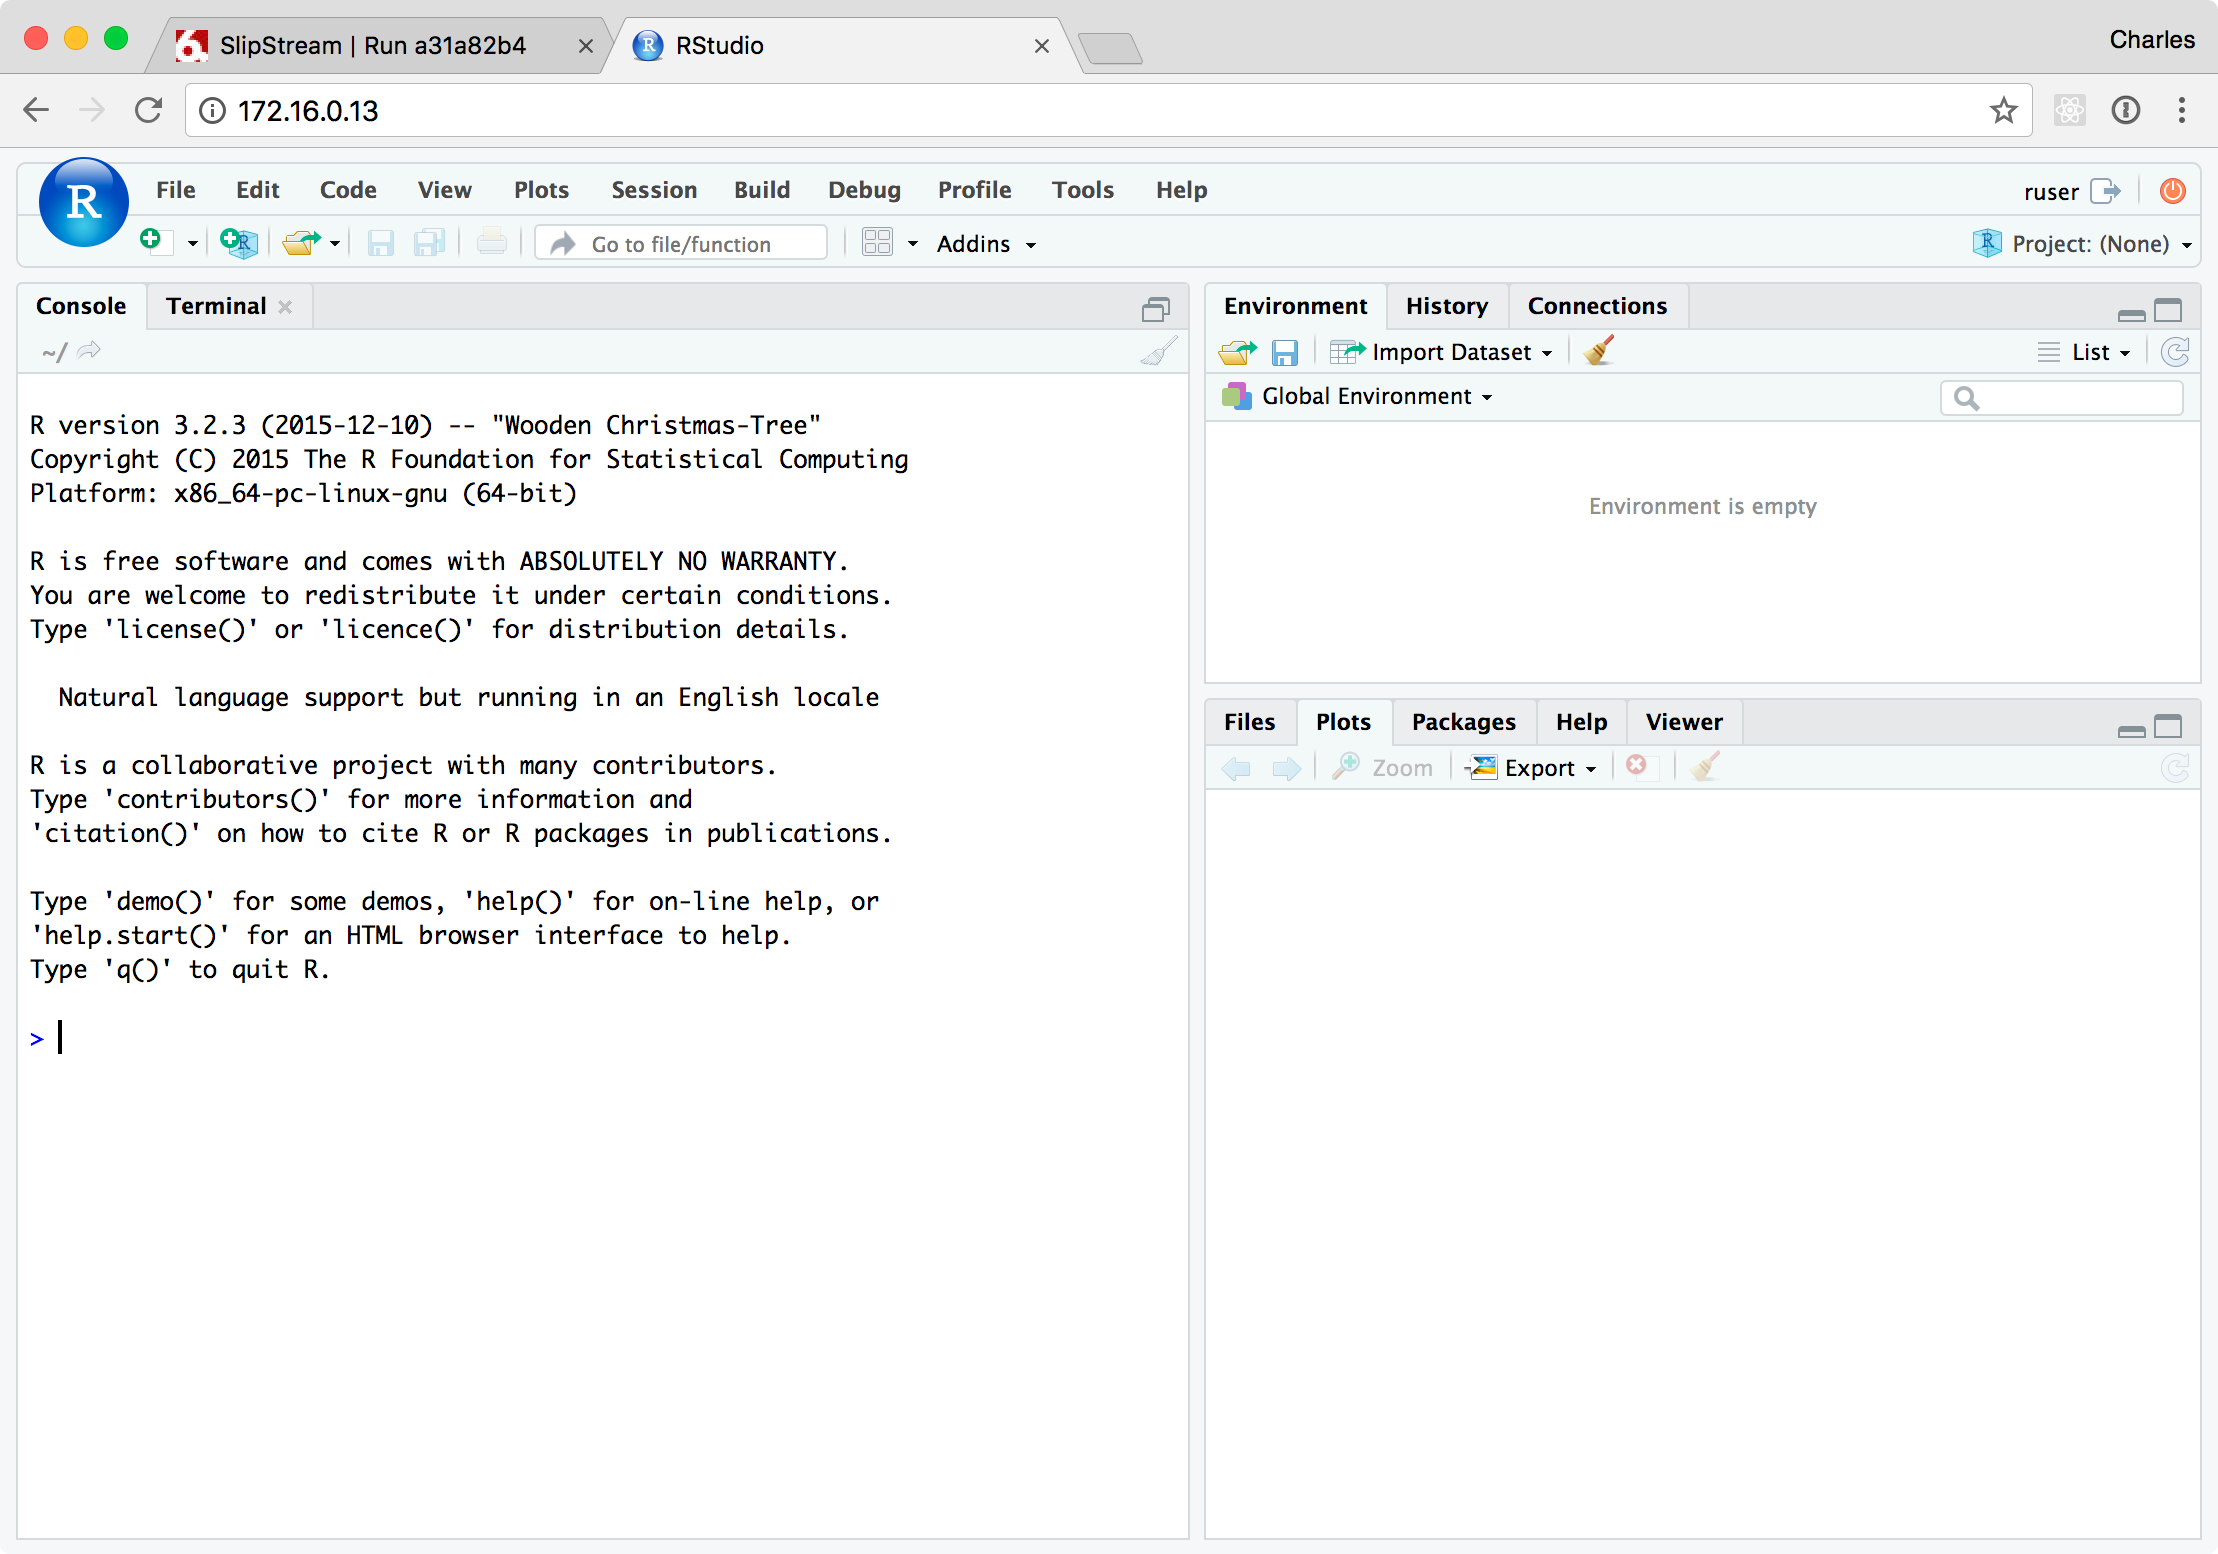 SlipStream | Run a31a82b4
RStudio
Charles
172.16.0.13
R
File Edit Code View Plots Session Build Debug Profile Tools Help
ruser
R Go to file/function Addins
R Project: (None)
Console Terminal
~/
R version 3.2.3 (2015-12-10) -- "Wooden Christmas-Tree"
Copyright (C) 2015 The R Foundation for Statistical Computing
Platform: x86_64-pc-linux-gnu (64-bit)
R is free software and comes with ABSOLUTELY NO WARRANTY.
You are welcome to redistribute it under certain conditions.
Type 'license()' or 'licence()' for distribution details.
Natural language support but running in an English locale
R is a collaborative project with many contributors.
Type 'contributors()' for more information and
'citation()' on how to cite R or R packages in publications.
Type 'demo()' for some demos, 'help()' for on-line help, or
'help.start()' for an HTML browser interface to help.
Type 'q()' to quit R.
>
Environment History Connections
Import Dataset List
Global Environment
Environment is empty
Files Plots Packages Help Viewer
Zoom Export